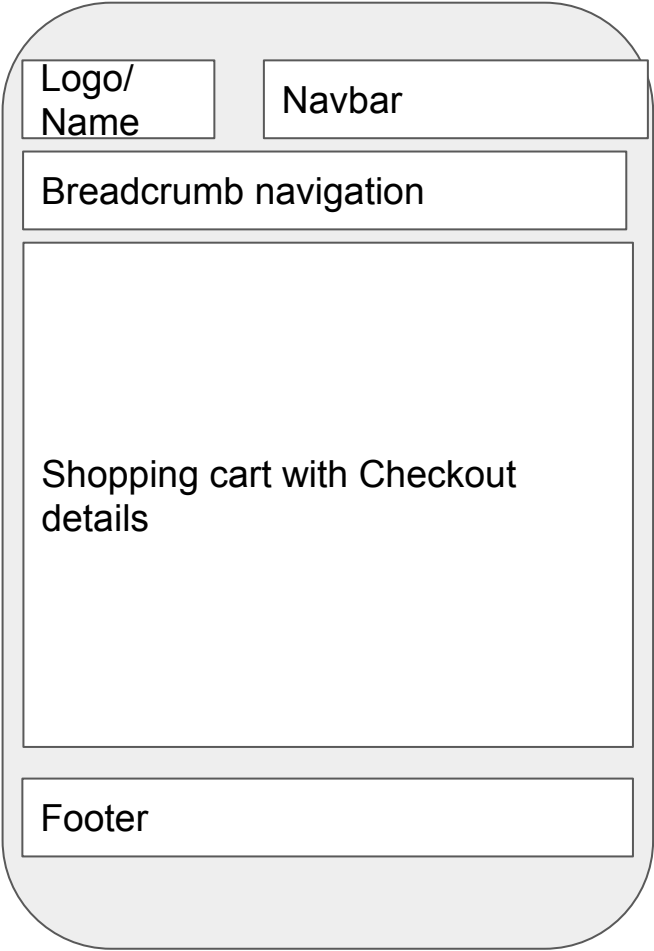 Logo/
Name
Navbar
Breadcrumb navigation
Shopping cart with Checkout
details
Footer